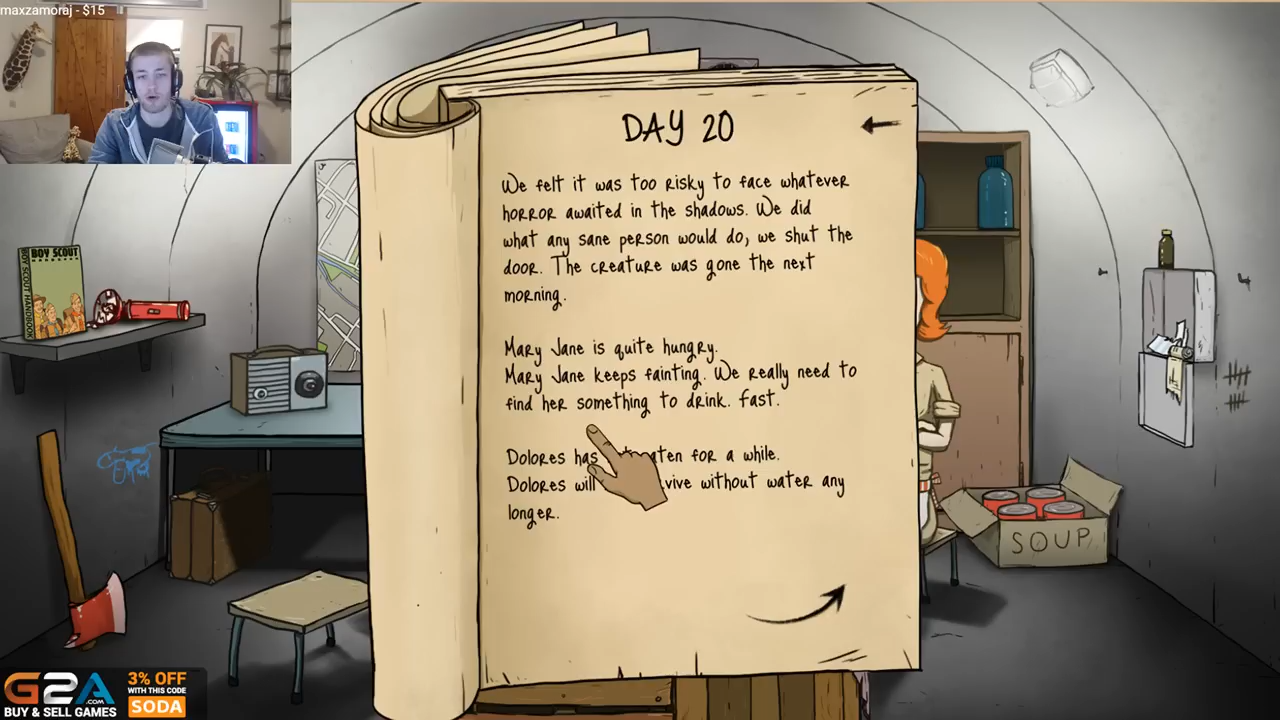 maxzamoraj - $15
DAY 20
We felt it was too risky to face whatever
horror awaited in the shadows. We did
what any sane person would do, we shut the
door. The creature was gone the next
morning.
Mary Jane is quite hungry.
Mary Jane keeps fainting. We really need to
find her something to drink. Fast.
Dolores has eaten for a while.
Dolores will without water any
longer.
BOY SCOUT
BOY SCOUT HANDBOOK
SOUP
G2A.COM
BUY & SELL GAMES
3% OFF
WITH THIS CODE
SODA